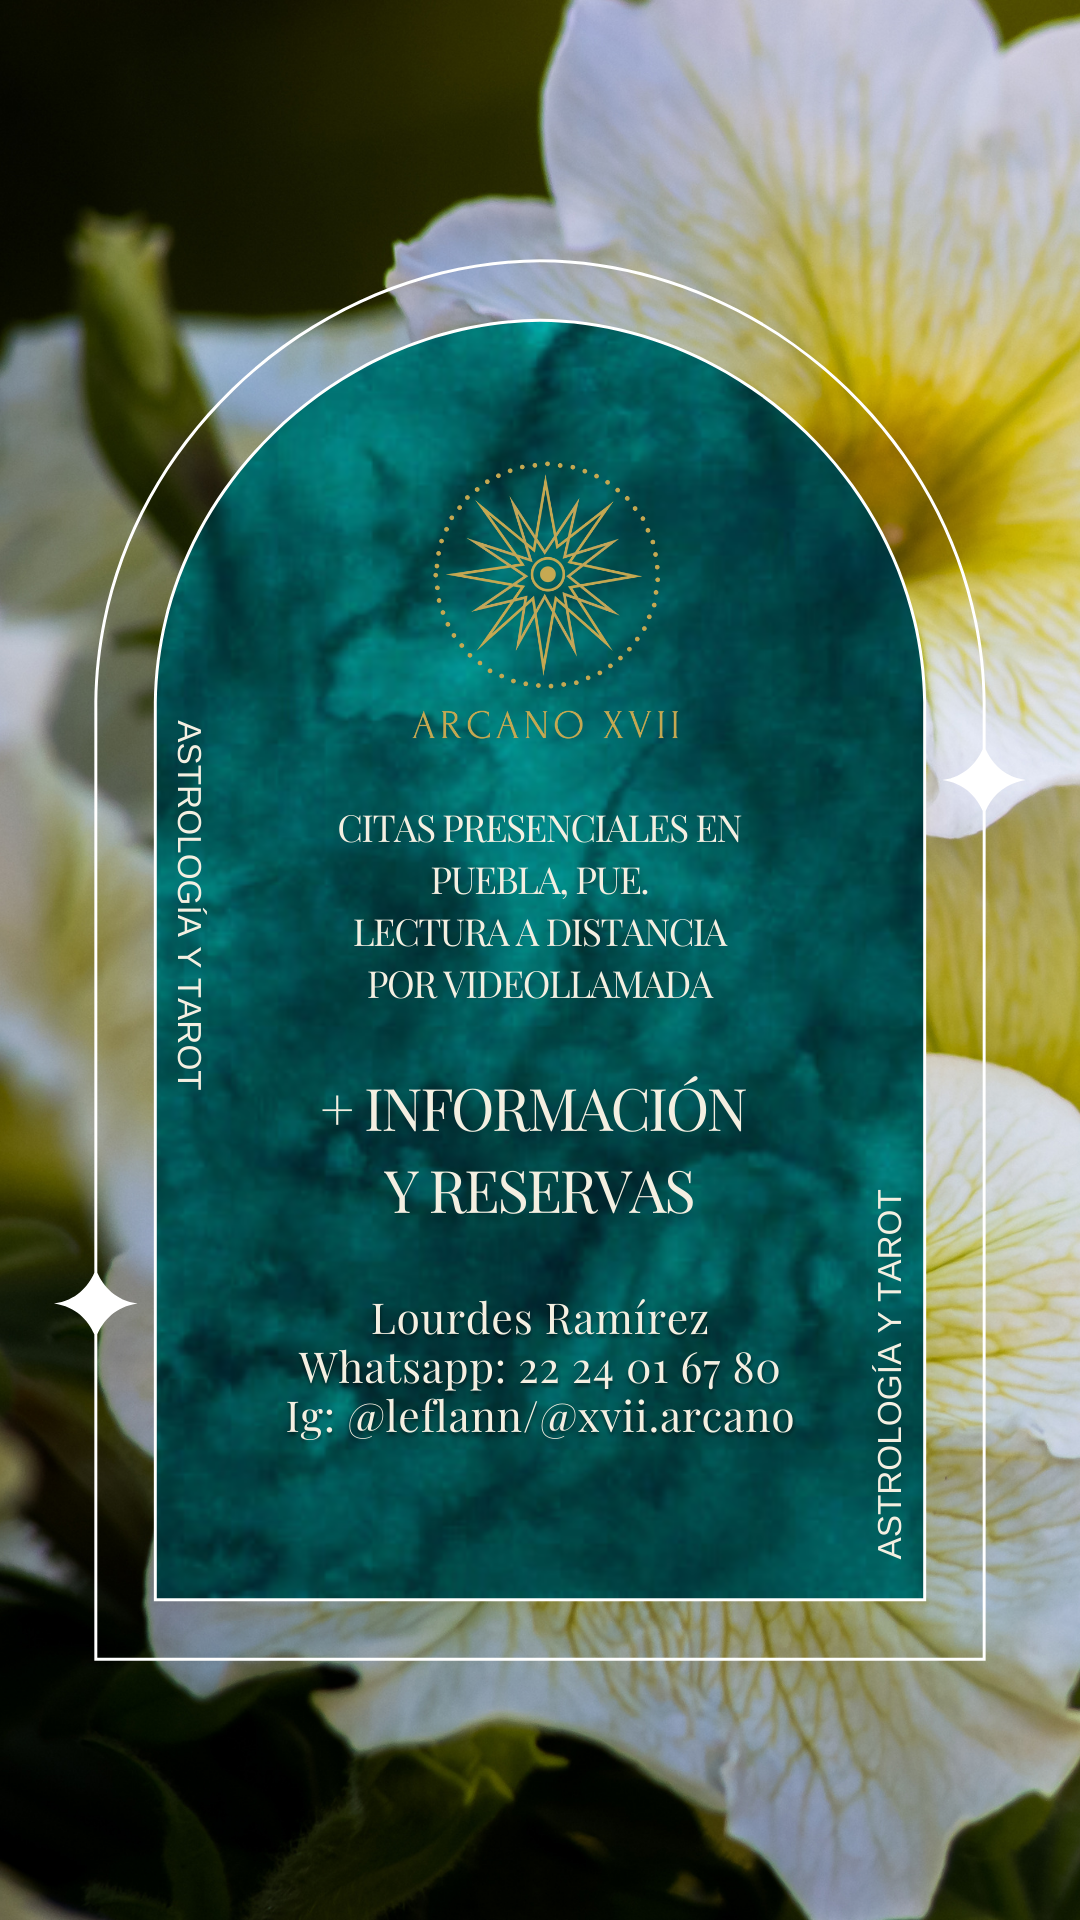 ARCANO XVII
CITAS PRESENCIALES EN
PUEBLA, PUE.
LECTURA A DISTANCIA
POR VIDEOLLAMADA
+ INFORMACIÓN
Y RESERVAS
Lourdes Ramírez
Whatsapp: 22 24 01 67 80
Ig: @leflann/@xvii.arcano
ASTROLOGÍA Y TAROT
ASTROLOGÍA Y TAROT